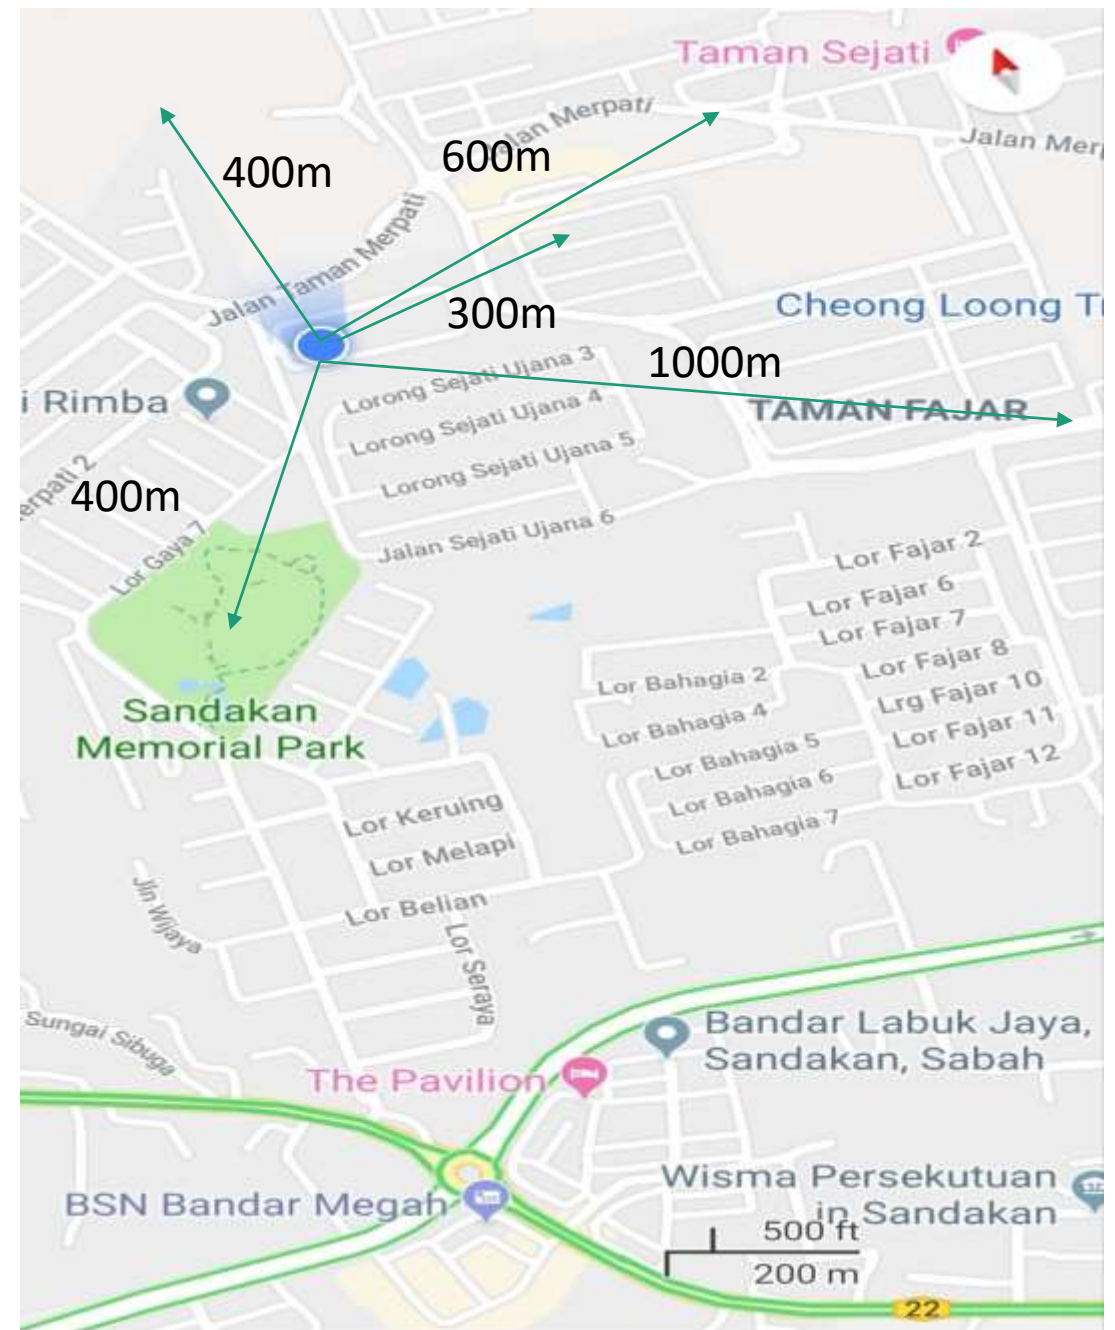 Taman Sejati
Jalan Merpati
Jalan Mer
400m
600m
Jalan Taman Merpati
300m
Cheong Loong T
1000m
Lorong Sejati Ujana 3
i Rimba
Lorong Sejati Ujana 4
TAMAN FAJAR
Lorong Sejati Ujana 5
erpati 2
400m
Jalan Sejati Ujana 6
Lor Gaya 7
Lor Fajar 2
Lor Fajar 6
Lor Fajar 7
Lor Fajar 8
Lor Bahagia 2
Lrg Fajar 10
Sandakan
Memorial Park
Lor Bahagia 4
Lor Fajar 11
Lor Bahagia 5
Lor Fajar 12
Lor Bahagia 6
Lor Keruing
Lor Bahagia 7
Lor Melapi
Jln Wijaya
Lor Belian
Lor Seraya
Sungai Sibuga
Bandar Labuk Jaya,
Sandakan, Sabah
The Pavilion
Wisma Persekutuan
in Sandakan
BSN Bandar Megah
500 ft
200 m
22